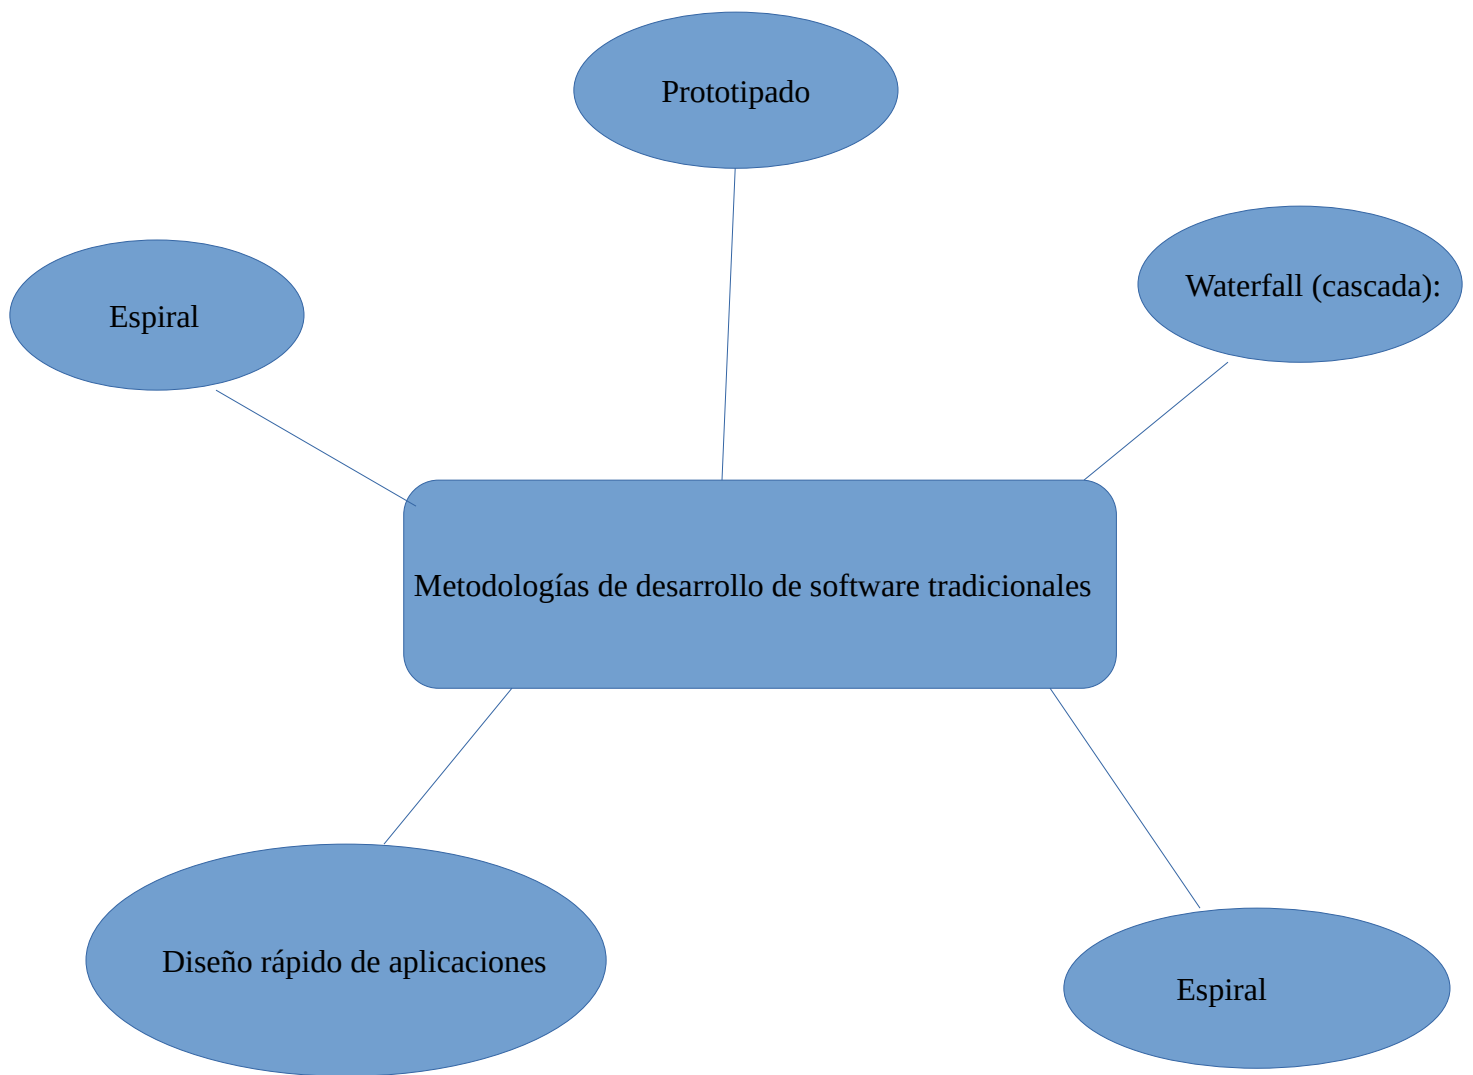 Prototipado
Waterfall (cascada):
Espiral
Metodologías de desarrollo de software tradicionales
Diseño rápido de aplicaciones
Espiral